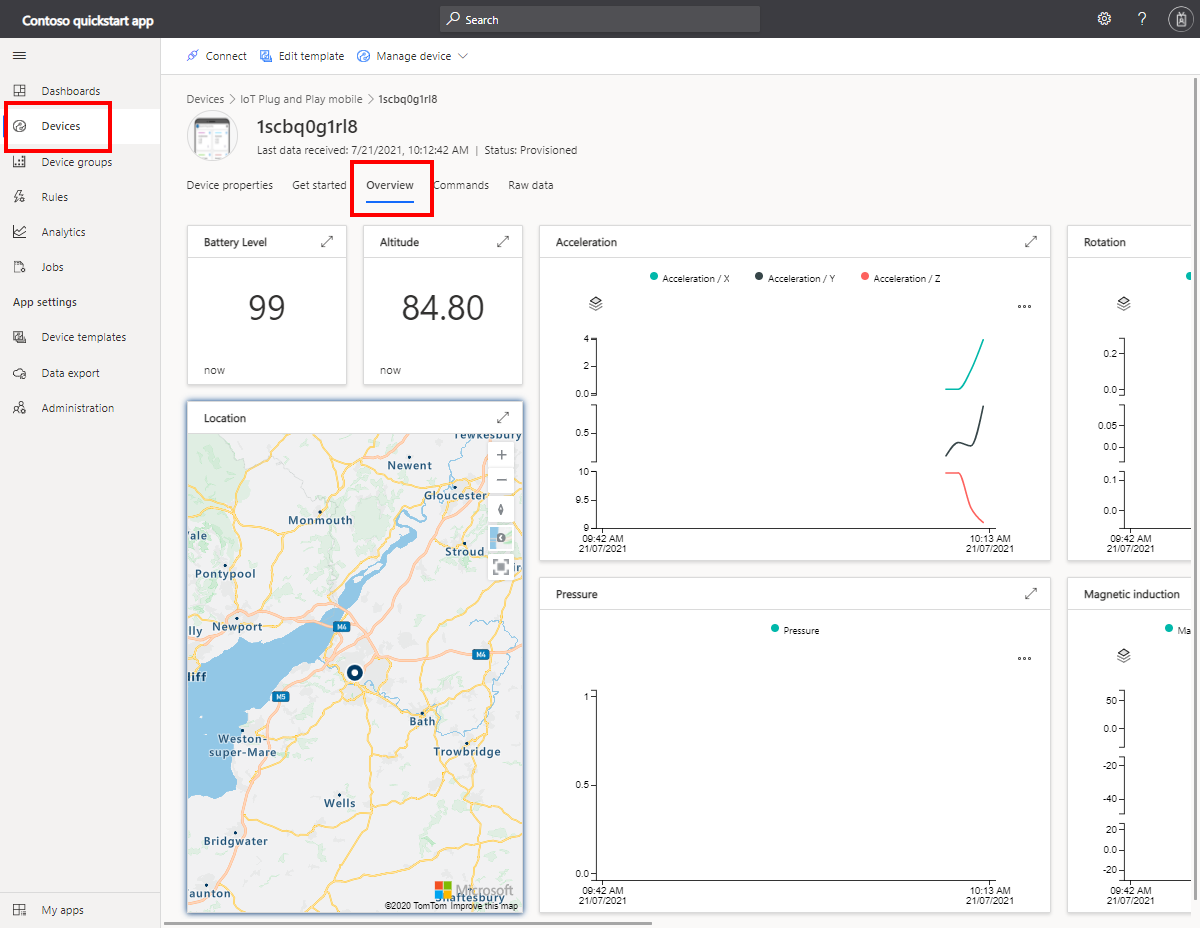 Contoso quickstart app
Search
?
Connect
Edit template
Manage device
Dashboards
Devices
Device groups
Rules
Analytics
Jobs
App settings
Device templates
Data export
Administration
My apps
Devices > IoT Plug and Play mobile > 1scbq0g1rl8
1scbq0g1rl8
Last data received: 7/21/2021, 10:12:42 AM | Status: Provisioned
Device properties
Get started
Overview
Commands
Raw data
Battery Level
99
now
Altitude
84.80
now
Acceleration
Acceleration / X
Acceleration / Y
Acceleration / Z
4
2
0.0
0.5
10
9.5
9
09:42 AM
21/07/2021
10:13 AM
21/07/2021
Rotation
0.2
0.0
0.05
0.0
0.1
0.0
09:42 AM
21/07/2021
Location
Tewkesbury
Newent
Gloucester
Monmouth
'ale
Stroud
Pontypool
lly
Newport
M4
M4
liff
M5
Bath
Weston-
super-Mare
Trowbridge
Wells
Bridgwater
aunton
Microsoft
Shaftesbury
©2020 TomTom Improve this map
Pressure
Pressure
1
0.5
0.0
09:42 AM
21/07/2021
10:13 AM
21/07/2021
Magnetic induction
Ma
50
0.0
-20
-40
20
0.0
-20
09:42 AM
21/07/2021